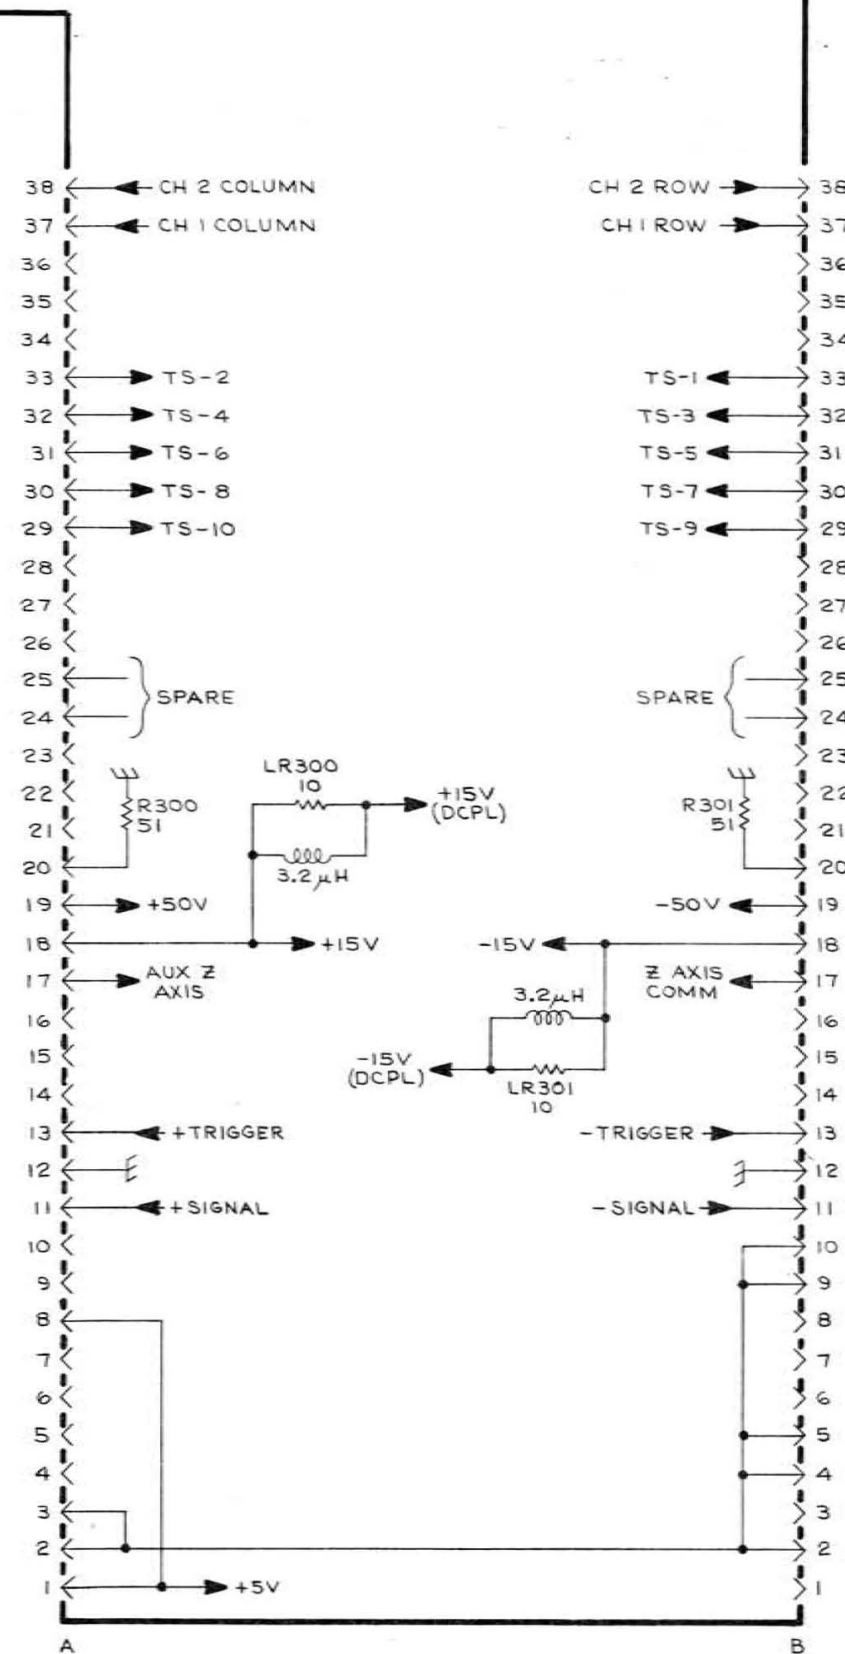 38 CH 2 COLUMN CH 2 ROW 38
37 CH 1 COLUMN CH 1 ROW 37
36 36
35 35
34 34
33 TS-2 TS-1 33
32 TS-4 TS-3 32
31 TS-6 TS-5 31
30 TS-8 TS-7 30
29 TS-10 TS-9 29
28 28
27 27
26 26
25 25
SPARE SPARE
24 24
23 23
LR300
10
22 +15V 22
(DCPL)
R300 R301
51 51
21 21
20 20
3.2μH
19 +50V -50V 19
18 +15V -15V 18
17 AUX Z Z AXIS 17
AXIS COMM
3.2μH
16 16
15 -15V 15
(DCPL)
LR301
10
14 14
13 +TRIGGER -TRIGGER 13
12 12
11 +SIGNAL -SIGNAL 11
10 10
9 9
8 8
7 7
6 6
5 5
4 4
3 3
2 2
1 +5V 1
A B